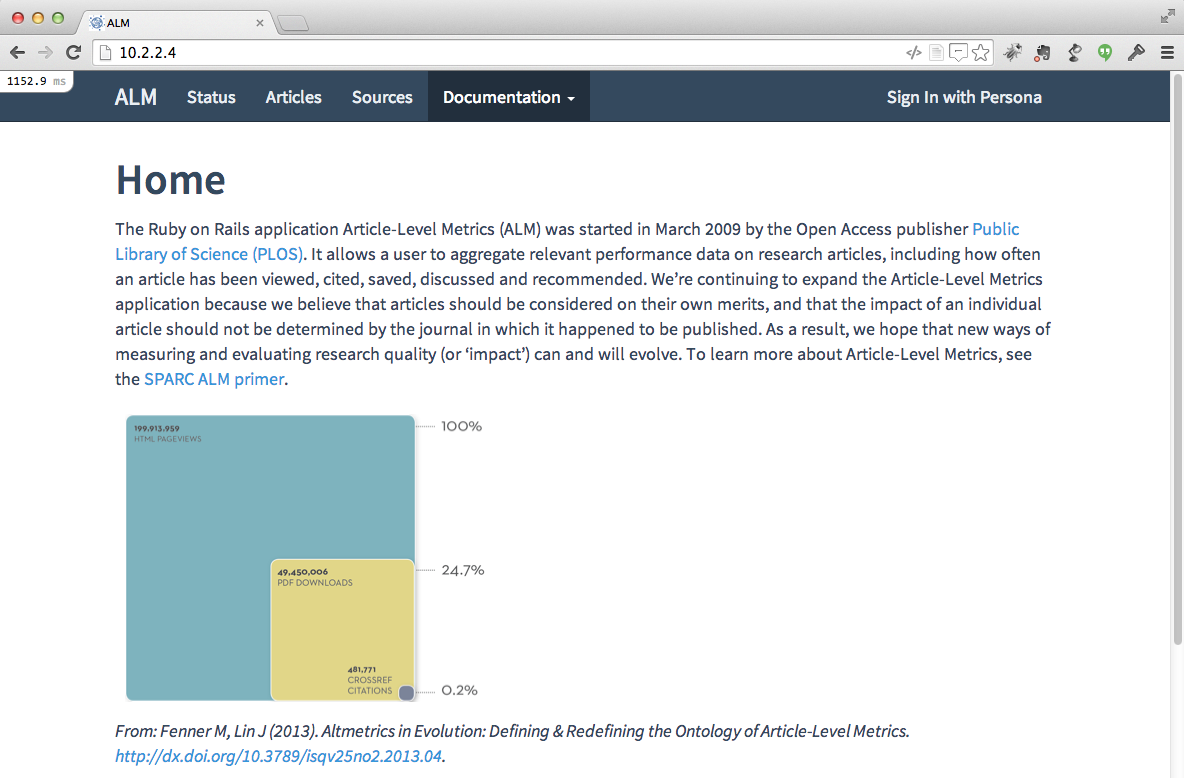 ALM
10.2.2.4
1152.9 ms
ALM Status Articles Sources Documentation Sign In with Persona
Home
The Ruby on Rails application Article-Level Metrics (ALM) was started in March 2009 by the Open Access publisher Public
Library of Science (PLOS). It allows a user to aggregate relevant performance data on research articles, including how often
an article has been viewed, cited, saved, discussed and recommended. We’re continuing to expand the Article-Level Metrics
application because we believe that articles should be considered on their own merits, and that the impact of an individual
article should not be determined by the journal in which it happened to be published. As a result, we hope that new ways of
measuring and evaluating research quality (or ‘impact’) can and will evolve. To learn more about Article-Level Metrics, see
the SPARC ALM primer.
199,913,959
HTML PAGEVIEWS
100%
49,450,006
PDF DOWNLOADS
24.7%
481,771
CROSSREF
CITATIONS
0.2%
From: Fenner M, Lin J (2013). Altmetrics in Evolution: Defining & Redefining the Ontology of Article-Level Metrics.
http://dx.doi.org/10.3789/isqv25no2.2013.04.